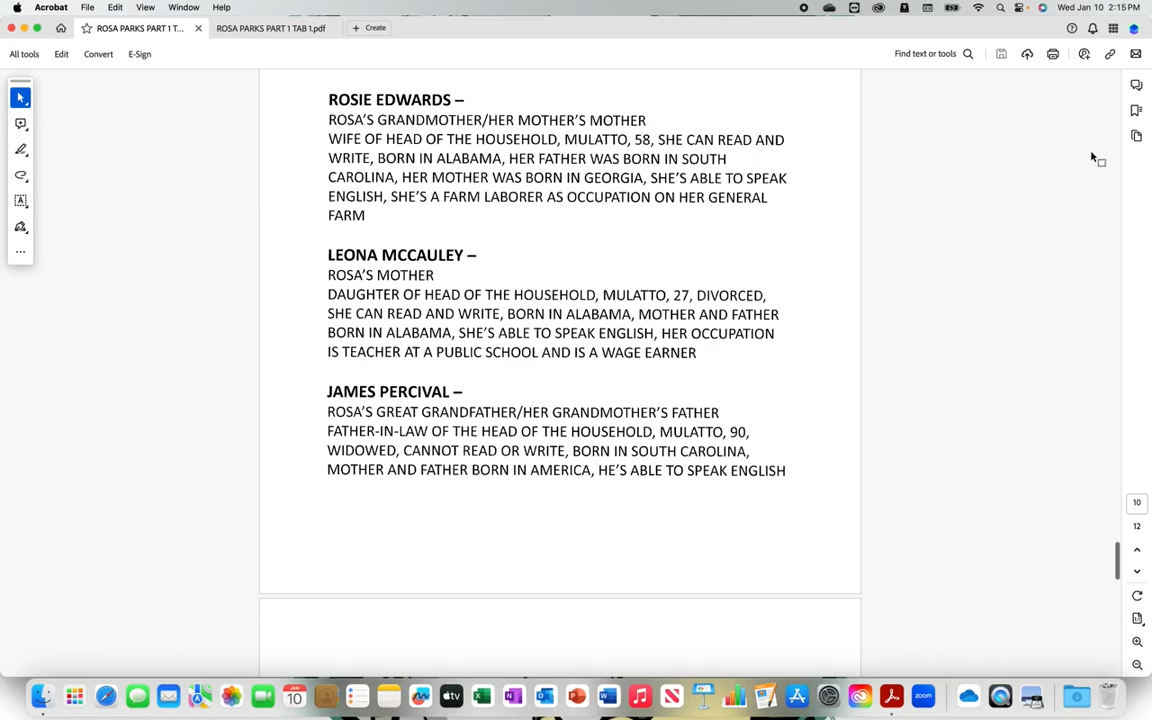 Acrobat File Edit View Window Help Wed Jan 10 2:15 PM
ROSA PARKS PART 1 T... ROSA PARKS PART 1 TAB 1.pdf + Create
All tools Edit Convert E-Sign Find text or tools
ROSIE EDWARDS –
ROSA'S GRANDMOTHER/HER MOTHER'S MOTHER
WIFE OF HEAD OF THE HOUSEHOLD, MULATTO, 58, SHE CAN READ AND
WRITE, BORN IN ALABAMA, HER FATHER WAS BORN IN SOUTH
CAROLINA, HER MOTHER WAS BORN IN GEORGIA, SHE'S ABLE TO SPEAK
ENGLISH, SHE'S A FARM LABORER AS OCCUPATION ON HER GENERAL
FARM
LEONA MCCAULEY –
ROSA'S MOTHER
DAUGHTER OF HEAD OF THE HOUSEHOLD, MULATTO, 27, DIVORCED,
SHE CAN READ AND WRITE, BORN IN ALABAMA, MOTHER AND FATHER
BORN IN ALABAMA, SHE'S ABLE TO SPEAK ENGLISH, HER OCCUPATION
IS TEACHER AT A PUBLIC SCHOOL AND IS A WAGE EARNER
JAMES PERCIVAL –
ROSA'S GREAT GRANDFATHER/HER GRANDMOTHER'S FATHER
FATHER-IN-LAW OF THE HEAD OF THE HOUSEHOLD, MULATTO, 90,
WIDOWED, CANNOT READ OR WRITE, BORN IN SOUTH CAROLINA,
MOTHER AND FATHER BORN IN AMERICA, HE'S ABLE TO SPEAK ENGLISH
10
12
JAN
10
tv
zoom